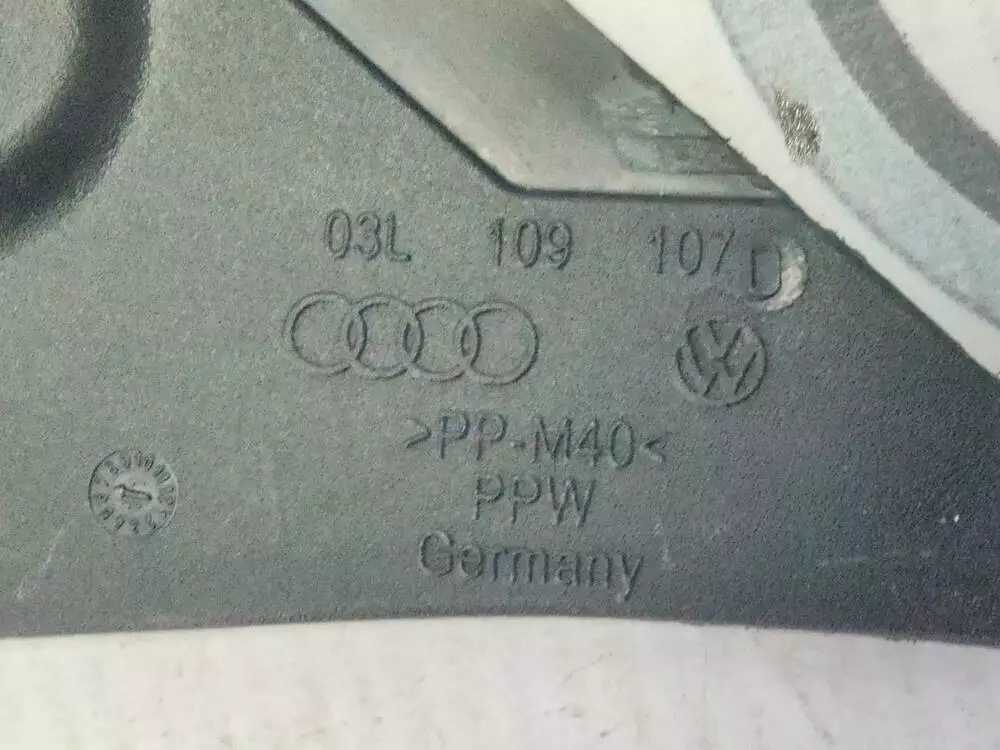 03L 109 107 D
>PP-M40<
PPW
Germany